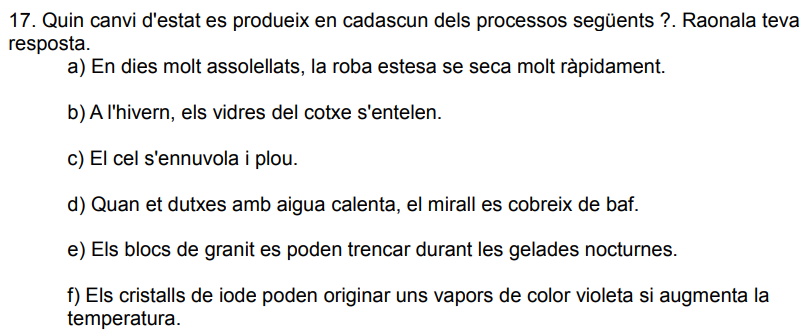 17. Quin canvi d'estat es produeix en cadascun dels processos següents ?. Raonala teva
resposta.
a) En dies molt assolellats, la roba estesa se seca molt ràpidament.
b) A l'hivern, els vidres del cotxe s'entelen.
c) El cel s'ennuvola i plou.
d) Quan et dutxes amb aigua calenta, el mirall es cobreix de baf.
e) Els blocs de granit es poden trencar durant les gelades nocturnes.
f) Els cristalls de iode poden originar uns vapors de color violeta si augmenta la
temperatura.